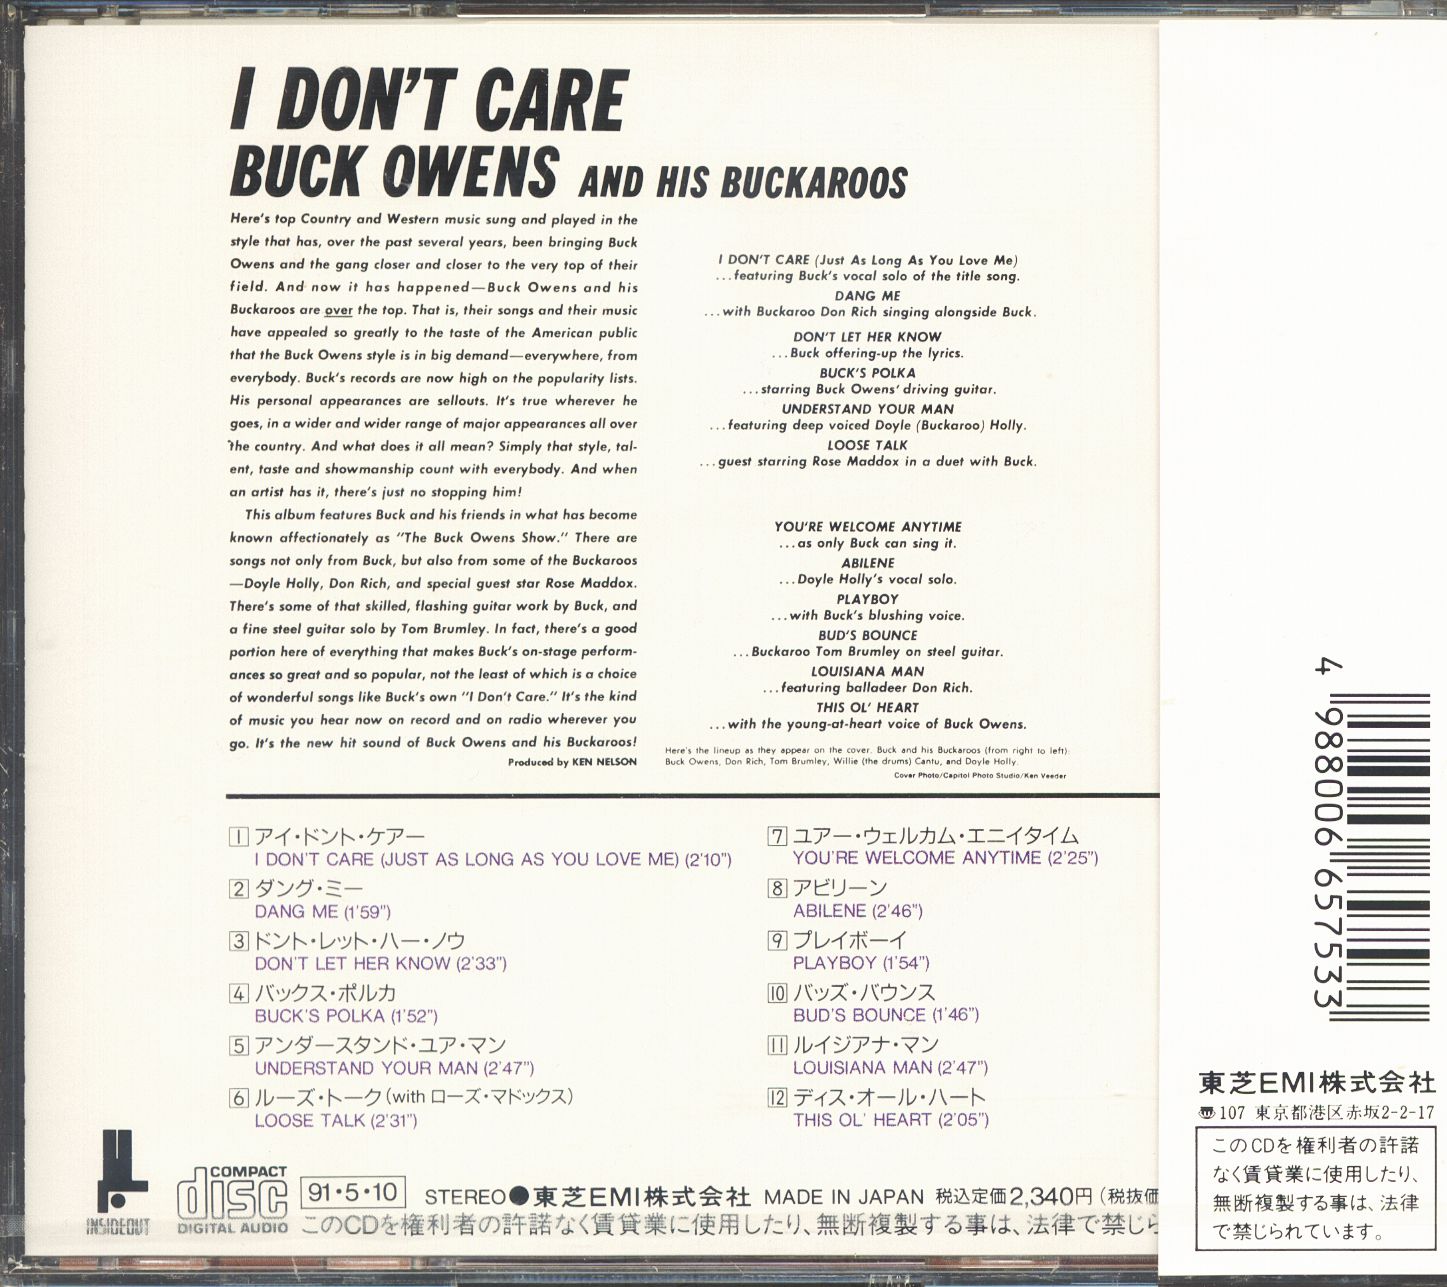 I DON'T CARE
BUCK OWENS AND HIS BUCKAROOS
Here's top Country and Western music sung and played in the
style that has, over the past several years, been bringing Buck
Owens and the gang closer and closer to the very top of their
field. And now it has happened—Buck Owens and his
Buckaroos are over the top. That is, their songs and their music
have appealed so greatly to the taste of the American public
that the Buck Owens style is in big demand—everywhere, from
everybody. Buck's records are now high on the popularity lists.
His personal appearances are sellouts. It's true wherever he
goes, in a wider and wider range of major appearances all over
the country. And what does it all mean? Simply that style, tal-
ent, taste and showmanship count with everybody. And when
an artist has it, there's just no stopping him!
This album features Buck and his friends in what has become
known affectionately as "The Buck Owens Show." There are
songs not only from Buck, but also from some of the Buckaroos
—Doyle Holly, Don Rich, and special guest star Rose Maddox.
There's some of that skilled, flashing guitar work by Buck, and
a fine steel guitar solo by Tom Brumley. In fact, there's a good
portion here of everything that makes Buck's on-stage perform-
ances so great and so popular, not the least of which is a choice
of wonderful songs like Buck's own "I Don't Care." It's the kind
of music you hear now on record and on radio wherever you
go. It's the new hit sound of Buck Owens and his Buckaroos!
Produced by KEN NELSON
I DON'T CARE (Just As Long As You Love Me)
...featuring Buck's vocal solo of the title song.
DANG ME
...with Buckaroo Don Rich singing alongside Buck.
DON'T LET HER KNOW
...Buck offering-up the lyrics.
BUCK'S POLKA
...starring Buck Owens' driving guitar.
UNDERSTAND YOUR MAN
...featuring deep voiced Doyle (Buckaroo) Holly.
LOOSE TALK
...guest starring Rose Maddox in a duet with Buck.
YOU'RE WELCOME ANYTIME
...as only Buck can sing it.
ABILENE
...Doyle Holly's vocal solo.
PLAYBOY
...with Buck's blushing voice.
BUD'S BOUNCE
...Buckaroo Tom Brumley on steel guitar.
LOUISIANA MAN
...featuring balladeer Don Rich.
THIS OL' HEART
...with the young-at-heart voice of Buck Owens.
Here's the lineup as they appear on the cover. Buck and his Buckaroos (from right to left):
Buck Owens, Don Rich, Tom Brumley, Willie (the drums) Cantu, and Doyle Holly.
Cover Photo/Capitol Photo Studio/Ken Veeder
1 アイ・ドント・ケアー
I DON'T CARE (JUST AS LONG AS YOU LOVE ME) (2'10")
2 ダング・ミー
DANG ME (1'59")
3 ドント・レット・ハー・ノウ
DON'T LET HER KNOW (2'33")
4 バックス・ポルカ
BUCK'S POLKA (1'52")
5 アンダースタンド・ユア・マン
UNDERSTAND YOUR MAN (2'47")
6 ルーズ・トーク(with ローズ・マドックス)
LOOSE TALK (2'31")
7 ユアー・ウェルカム・エニイタイム
YOU'RE WELCOME ANYTIME (2'25")
8 アビリーン
ABILENE (2'46")
9 プレイボーイ
PLAYBOY (1'54")
10 バッズ・バウンス
BUD'S BOUNCE (1'46")
11 ルイジアナ・マン
LOUISIANA MAN (2'47")
12 ディス・オール・ハート
THIS OL' HEART (2'05")
INSIDEOUT
COMPACT
disc
DIGITAL AUDIO
91・5・10 STEREO●東芝EMI株式会社 MADE IN JAPAN 税込定価2,340円(税抜価
このCDを権利者の許諾なく賃貸業に使用したり、無断複製する事は、法律で禁じら
4 988006 657533
東芝EMI株式会社
〠107 東京都港区赤坂2-2-17
このCDを権利者の許諾
なく賃貸業に使用したり、
無断複製する事は、法律
で禁じられています。